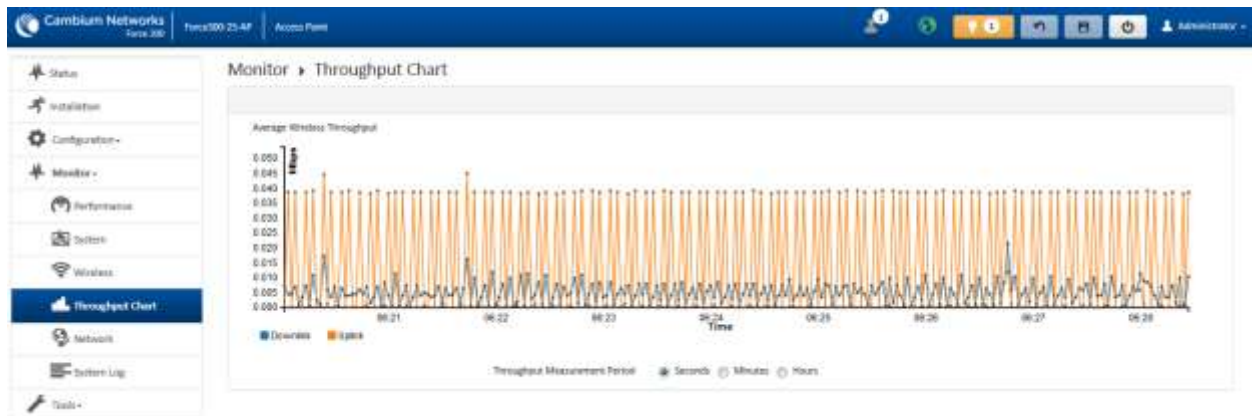 Cambium Networks
Force 300
Force300-25-AP
Access Point
1
1
Administrator
Status
Installation
Configuration
Monitor
Performance
System
Wireless
Throughput Chart
Network
System Log
Tools
Monitor ▸ Throughput Chart
Average Wireless Throughput
Mbps
0.050
0.045
0.040
0.035
0.030
0.025
0.020
0.015
0.010
0.005
0.000
06:21 06:22 06:23 06:24 06:25 06:26 06:27 06:28
Time
Downlink Uplink
Throughput Measurement Period Seconds Minutes Hours